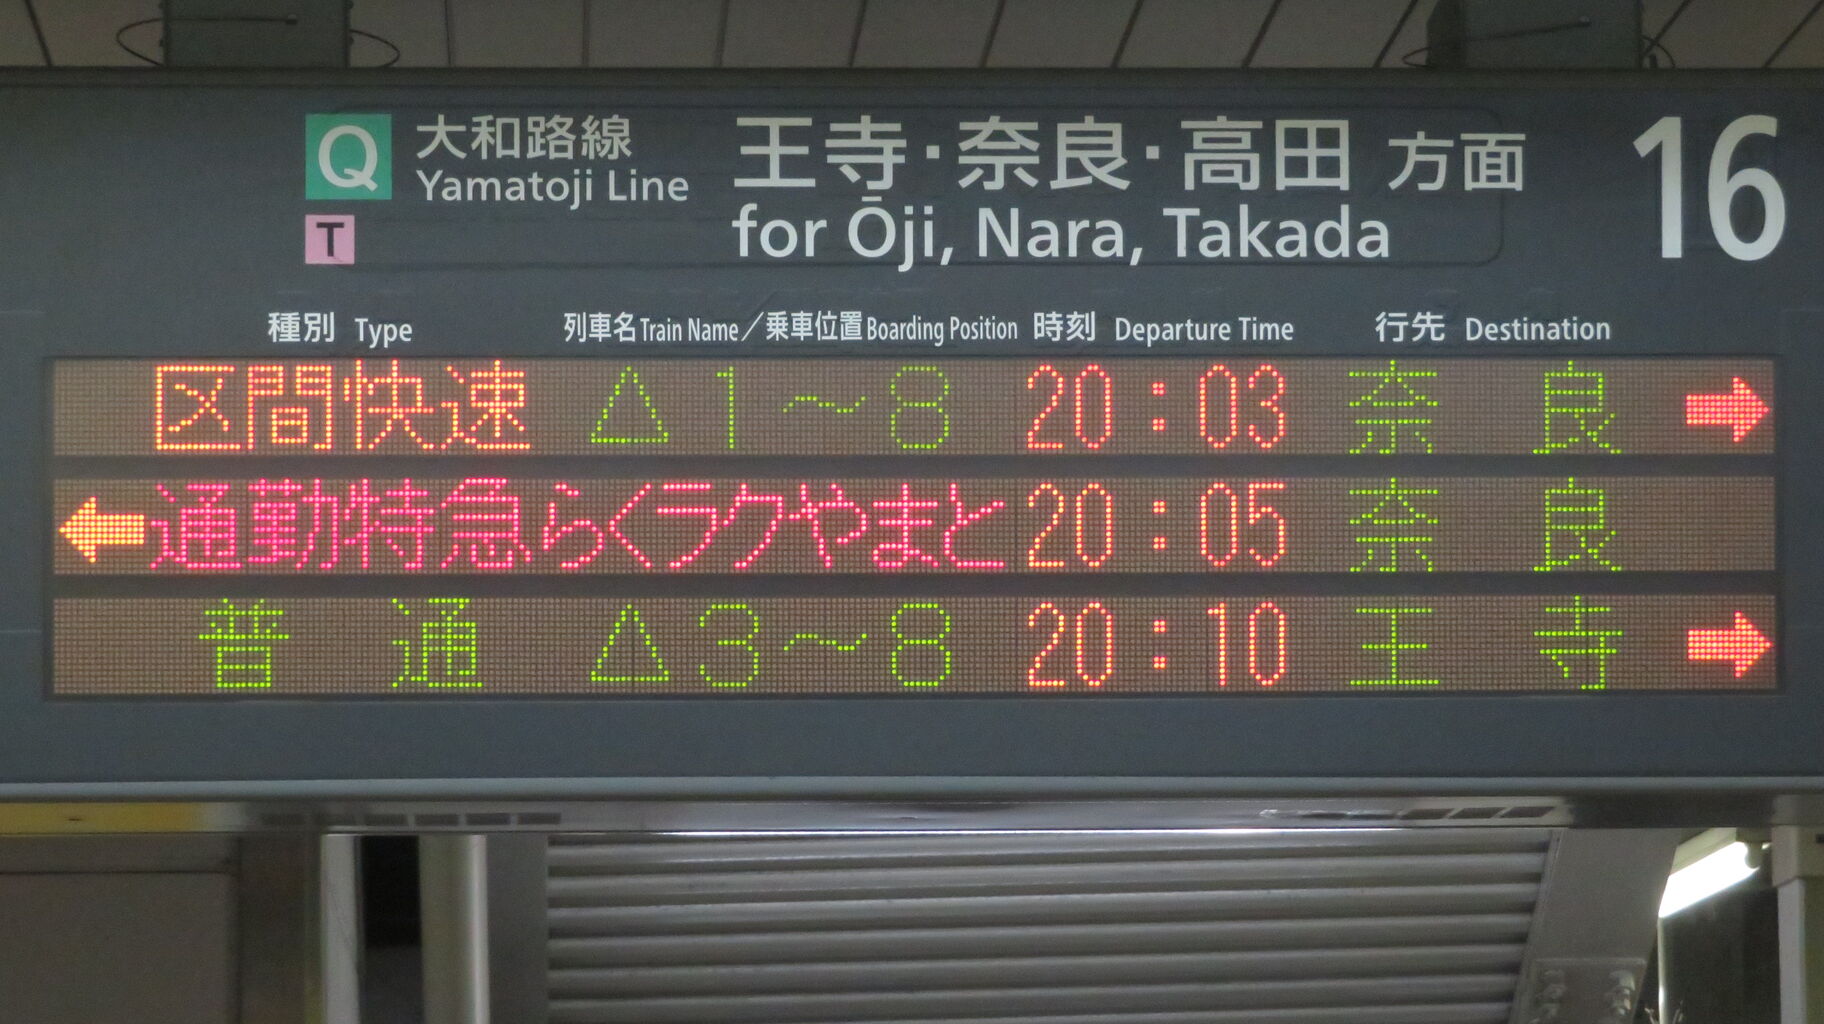 Q 大和路線 王寺・奈良・高田 方面 16
Yamatoji Line for Ōji, Nara, Takada
T
種別 Type 列車名 Train Name／乗車位置 Boarding Position 時刻 Departure Time 行先 Destination
区間快速 △1～8 20:03 奈良 →
← 通勤特急らくラクやまと 20:05 奈良
普通 △3～8 20:10 王寺 →